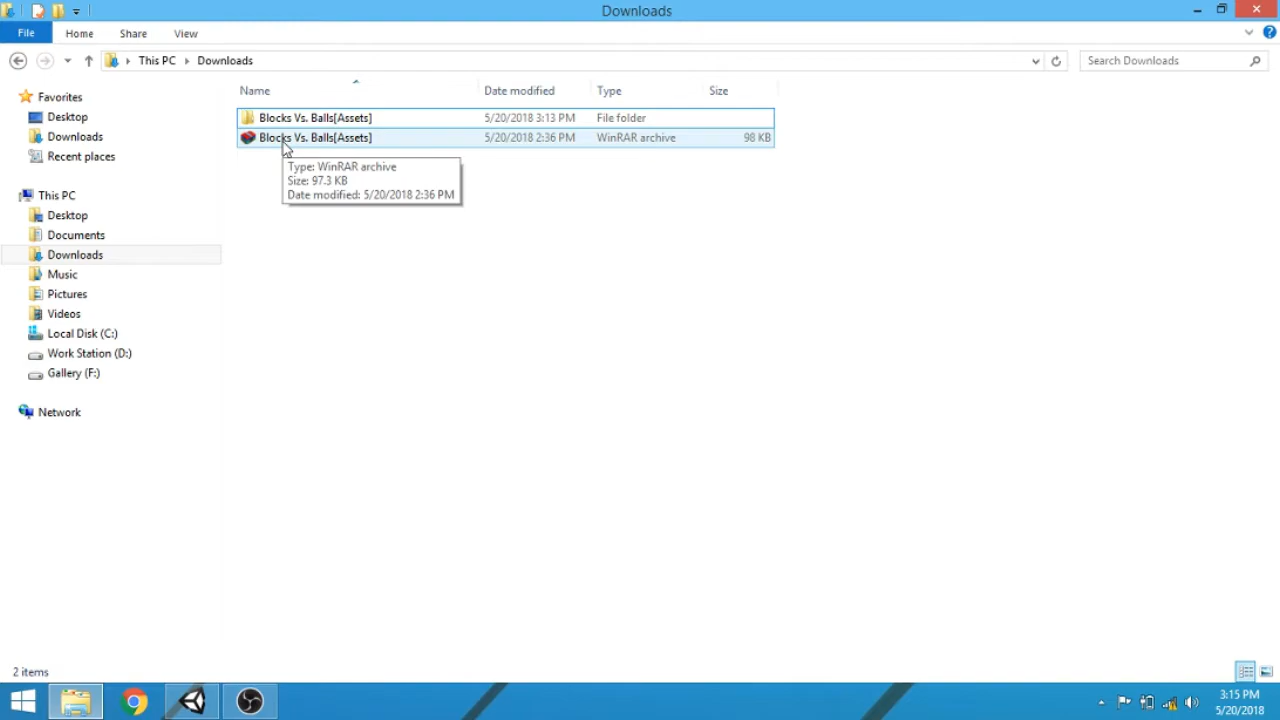 Downloads
File
Home
Share
View
This PC
Downloads
Search Downloads
Name
Date modified
Type
Size
Favorites
Desktop
Downloads
Recent places
This PC
Desktop
Documents
Downloads
Music
Pictures
Videos
Local Disk (C:)
Work Station (D:)
Gallery (F:)
Network
Blocks Vs. Balls[Assets] 5/20/2018 3:13 PM File folder
Blocks Vs. Balls[Assets] 5/20/2018 2:36 PM WinRAR archive 98 KB
Type: WinRAR archive
Size: 97.3 KB
Date modified: 5/20/2018 2:36 PM
2 items
3:15 PM
5/20/2018